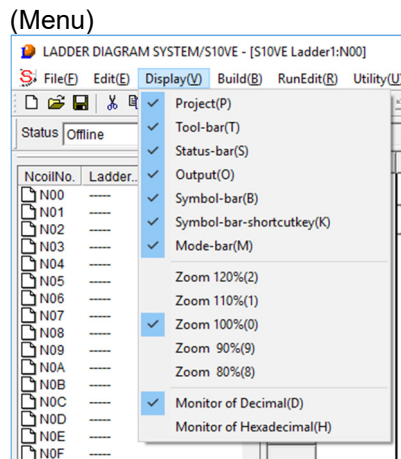 (Menu)
LADDER DIAGRAM SYSTEM/S10VE - [S10VE Ladder1:N00]
File(F) Edit(E) Display(V) Build(B) RunEdit(R) Utility(U)
Status Offline
NcoilNo. Ladder...
Project(P)
Tool-bar(T)
Status-bar(S)
Output(O)
Symbol-bar(B)
Symbol-bar-shortcutkey(K)
Mode-bar(M)
Zoom 120%(2)
Zoom 110%(1)
Zoom 100%(0)
Zoom 90%(9)
Zoom 80%(8)
Monitor of Decimal(D)
Monitor of Hexadecimal(H)
N00 -----
N01 -----
N02 -----
N03 -----
N04 -----
N05 -----
N06 -----
N07 -----
N08 -----
N09 -----
N0A -----
N0B -----
N0C -----
N0D -----
N0E -----
N0F -----